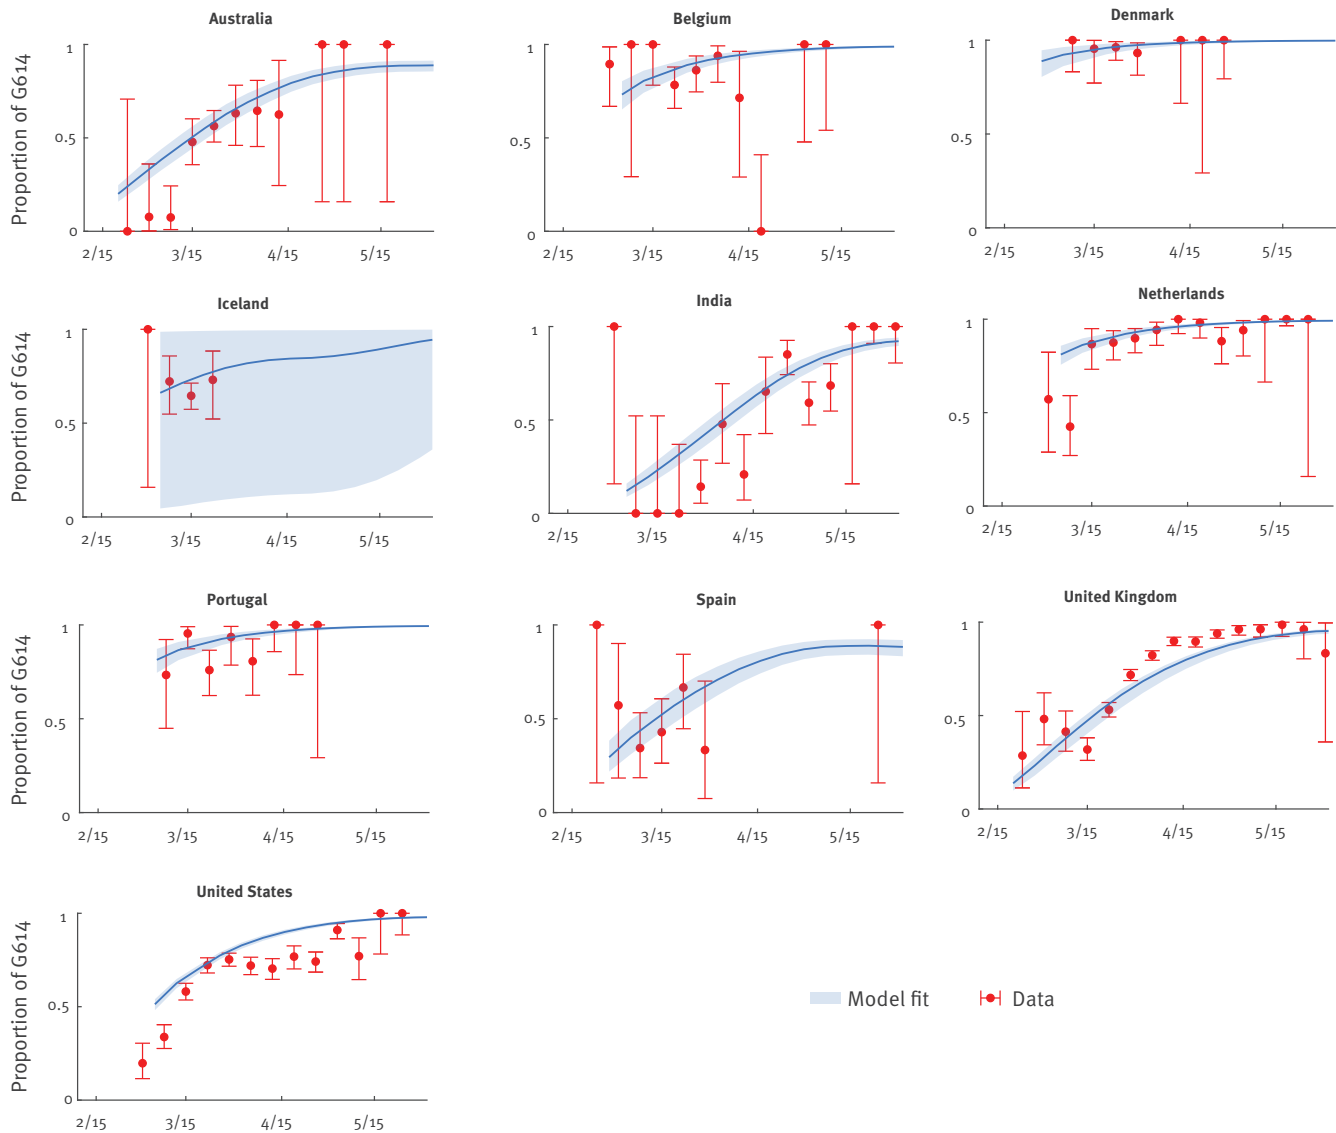 Australia
Belgium
Denmark
Proportion of G614
1
0.5
0
2/15 3/15 4/15 5/15
1
0.5
0
2/15 3/15 4/15 5/15
1
0.5
0
2/15 3/15 4/15 5/15
Iceland
India
Netherlands
Proportion of G614
1
0.5
0
2/15 3/15 4/15 5/15
1
0.5
0
2/15 3/15 4/15 5/15
1
0.5
0
2/15 3/15 4/15 5/15
Portugal
Spain
United Kingdom
Proportion of G614
1
0.5
0
2/15 3/15 4/15 5/15
1
0.5
0
2/15 3/15 4/15 5/15
1
0.5
0
2/15 3/15 4/15 5/15
United States
Proportion of G614
1
0.5
0
2/15 3/15 4/15 5/15
Model fit
Data